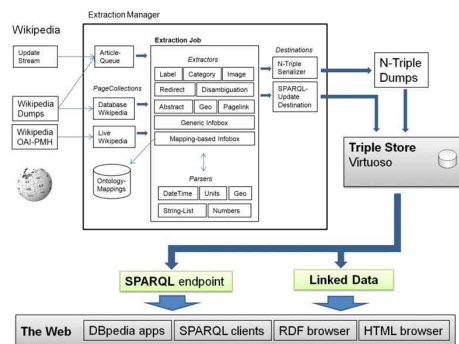 Extraction Manager
Wikipedia
Update
Stream
Wikipedia
Dumps
Wikipedia
OAI-PMH
Article-
Queue
PageCollections
Database
Wikipedia
Live
Wikipedia
Ontology-
Mappings
Extraction Job
Extractors
Label Category Image
Redirect Disambiguation
Abstract Geo Pagelink
Generic Infobox
Mapping-based Infobox
Parsers
DateTime Units Geo
String-List Numbers
Destinations
N-Triple
Serializer
SPARQL-
Update
Destination
N-Triple
Dumps
Triple Store
Virtuoso
SPARQL endpoint
Linked Data
The Web DBpedia apps SPARQL clients RDF browser HTML browser